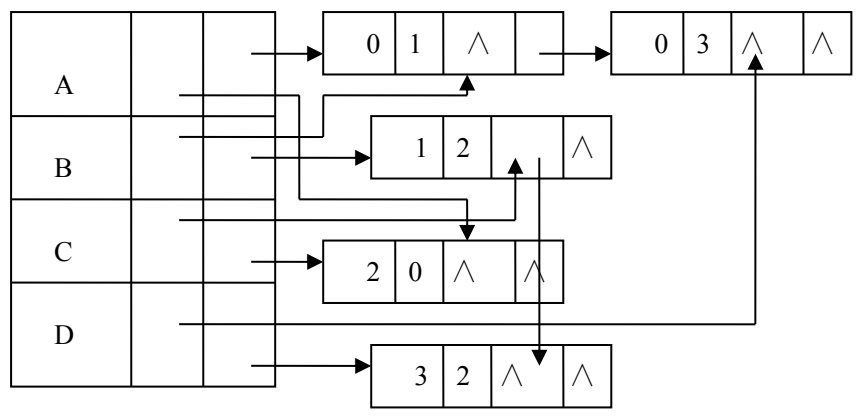 0 1 ∧ 0 3 ∧ ∧
A
B 1 2 ∧
C 2 0 ∧ ∧
D 3 2 ∧ ∧